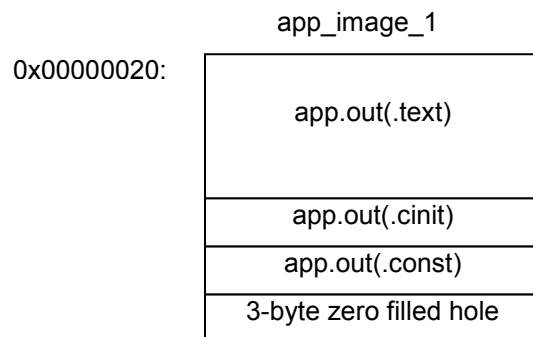 app_image_1
0x00000020:
app.out(.text)
app.out(.cinit)
app.out(.const)
3-byte zero filled hole